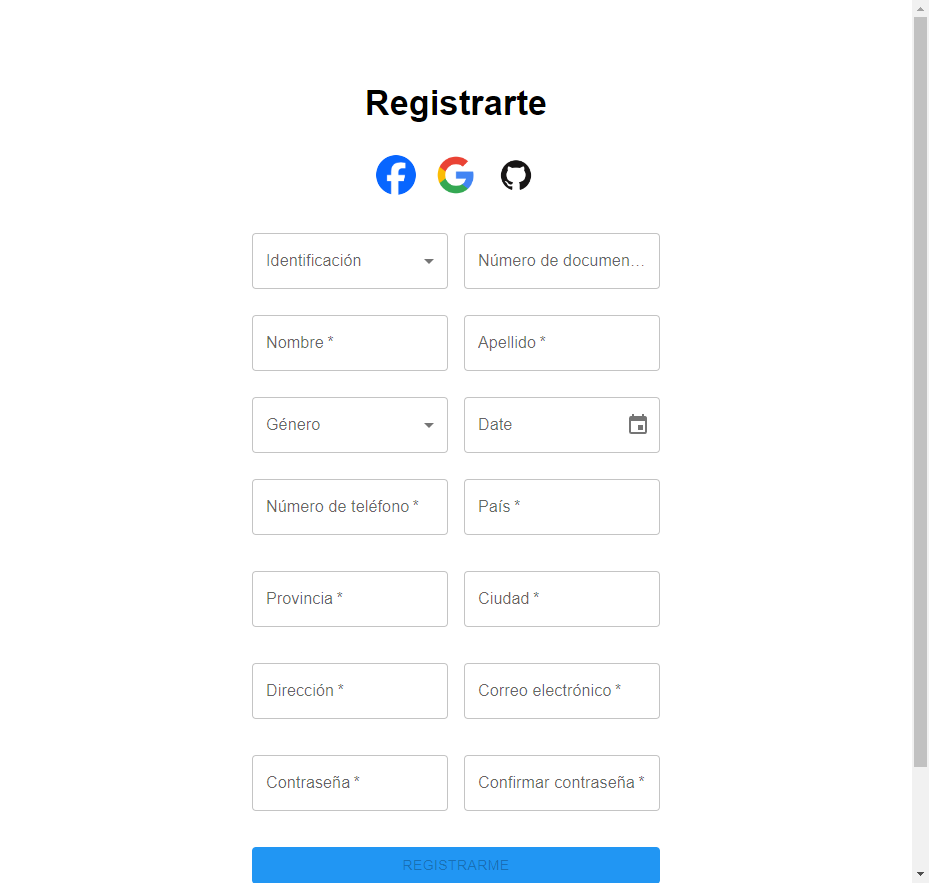 Registrarte
Identificación
Número de documen…
Nombre *
Apellido *
Género
Date
Número de teléfono *
País *
Provincia *
Ciudad *
Dirección *
Correo electrónico *
Contraseña *
Confirmar contraseña *
REGISTRARME